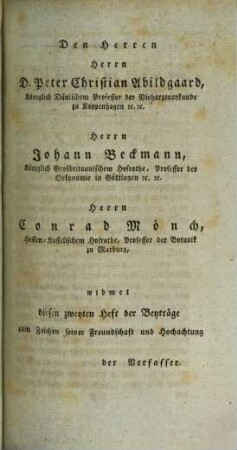 Den Herren
Herrn
D. Peter Christian Abildgaard,
Königlich Dänischem Professor der Vieharzeneykunde
zu Koppenhagen ꝛc. ꝛc.
Herrn
Johann Beckmann,
Königlich Großbritannischem Hofrathe, Professor der
Oekonomie in Göttingen ꝛc. ꝛc.
Herrn
Conrad Mönch,
Hessen-Kasselischem Hofrathe, Professor der Botanik
zu Marburg,
widmet
diesen zweyten Heft der Beyträge
zum Zeichen seiner Freundschaft und Hochachtung
der Verfasser.